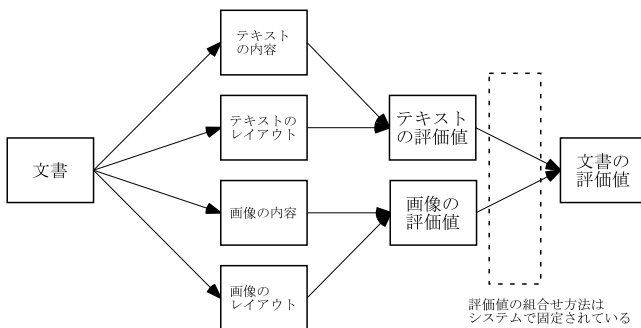 文書
テキスト
の内容
テキストの
レイアウト
画像の内容
画像の
レイアウト
テキスト
の評価値
画像の
評価値
文書の
評価値
評価値の組合せ方法は
システムで固定されている